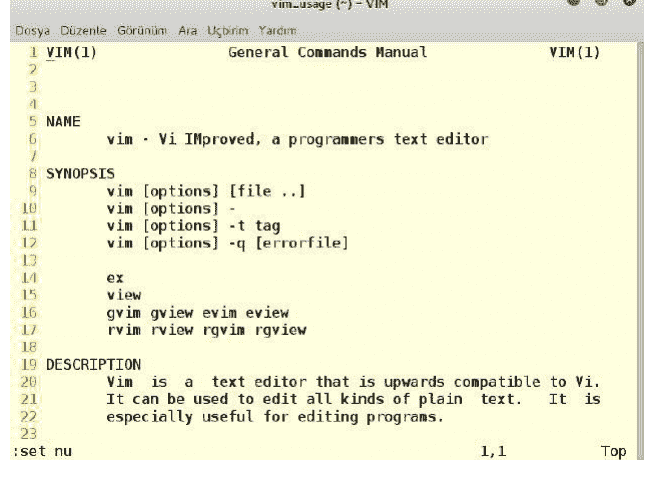 vim_usage (~) - VIM
Dosya Düzenle Görünüm Ara Uçbirim Yardım
1 VIM(1) General Commands Manual VIM(1)
2
3
4
5 NAME
6 vim - Vi IMproved, a programmers text editor
7
8 SYNOPSIS
9 vim [options] [file ..]
10 vim [options] -
11 vim [options] -t tag
12 vim [options] -q [errorfile]
13
14 ex
15 view
16 gvim gview evim eview
17 rvim rview rgvim rgview
18
19 DESCRIPTION
20 Vim is a text editor that is upwards compatible to Vi.
21 It can be used to edit all kinds of plain text. It is
22 especially useful for editing programs.
23
:set nu 1,1 Top